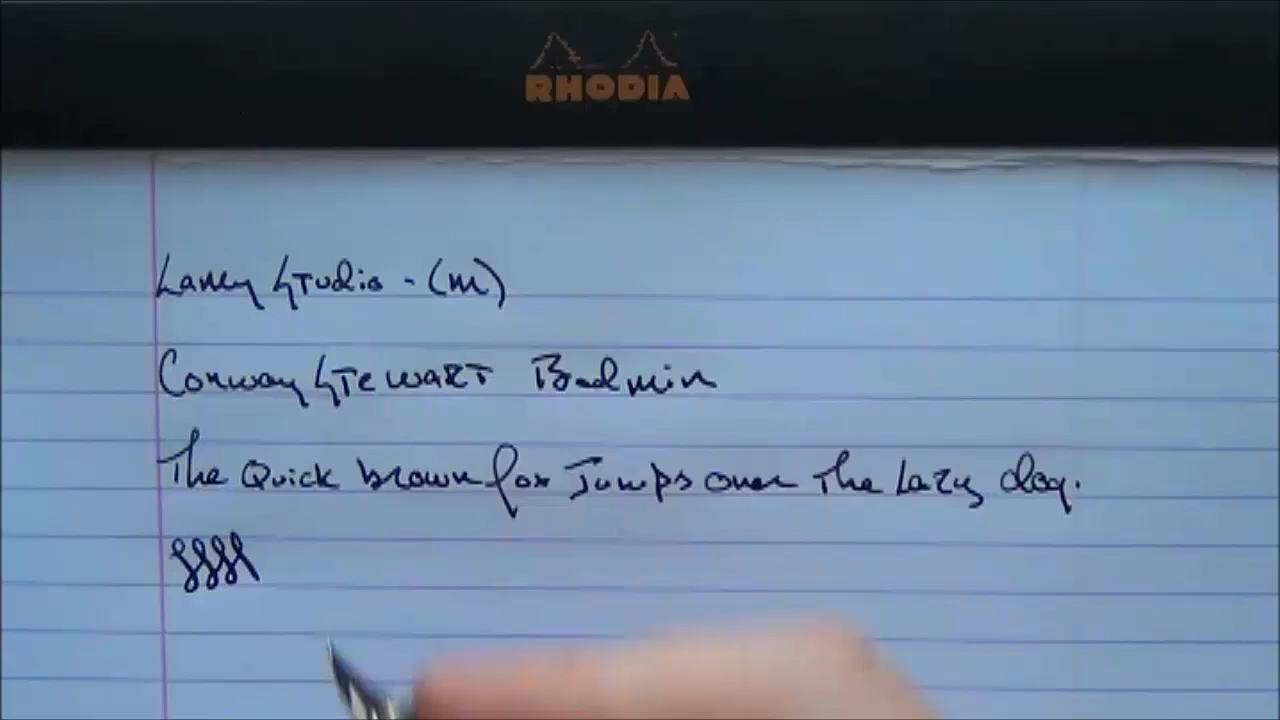 RHODIA
Lamy Studio - (M)
Conway Stewart Bodmin
The Quick brown fox Jumps over The Lazy dog.